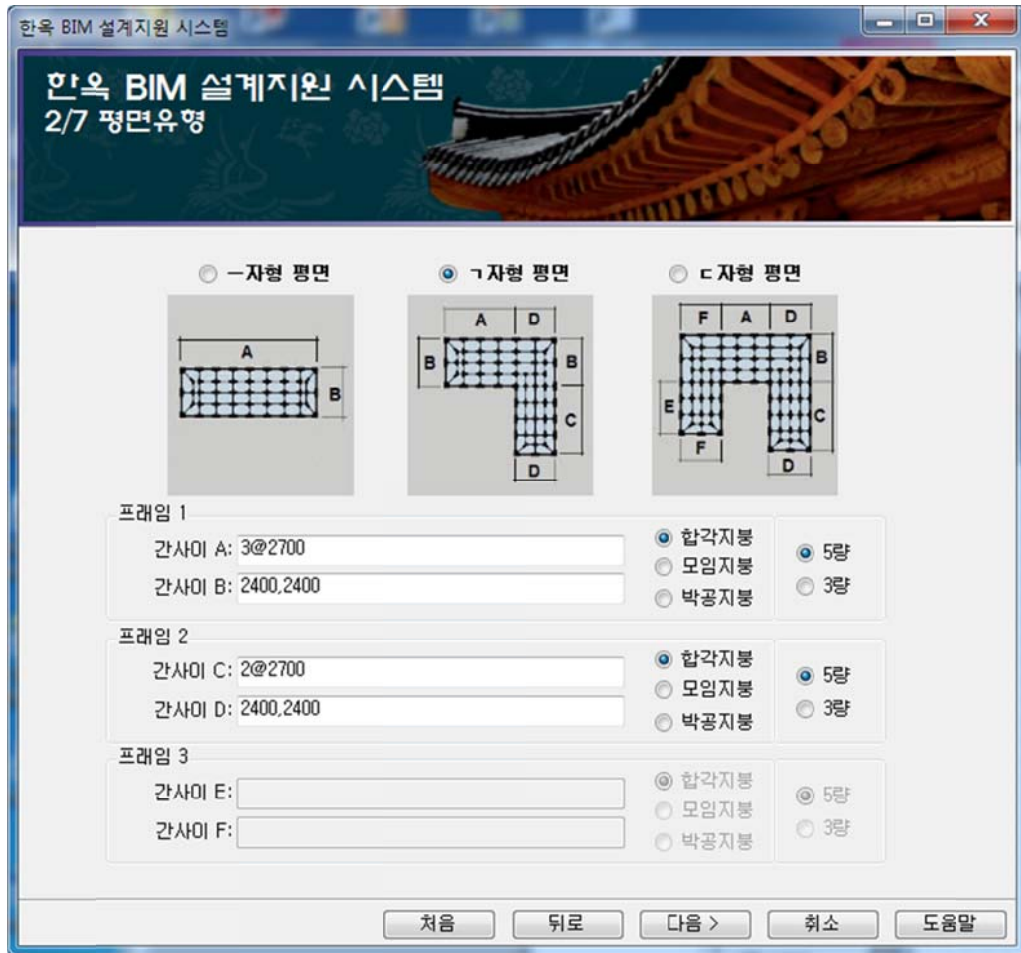 한옥 BIM 설계지원 시스템
한옥 BIM 설계지원 시스템
2/7 평면유형
ㅡ자형 평면
ㄱ자형 평면
ㄷ자형 평면
A
B
A D
B B
C
D
F A D
B
E C
F D
프레임 1
간사이 A: 3@2700
간사이 B: 2400,2400
합각지붕
모임지붕
박공지붕
5량
3량
프레임 2
간사이 C: 2@2700
간사이 D: 2400,2400
합각지붕
모임지붕
박공지붕
5량
3량
프레임 3
간사이 E:
간사이 F:
합각지붕
모임지붕
박공지붕
5량
3량
처음 뒤로 다음 > 취소 도움말